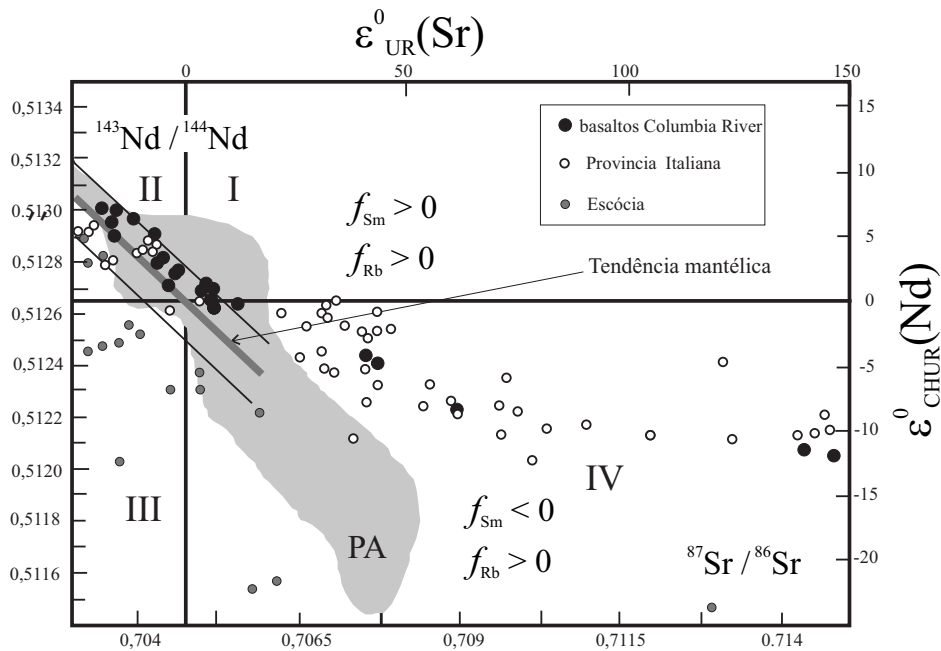 ε⁰UR(Sr)
0 50 100 150
0,5134
0,5132
0,5130
0,5128
0,5126
0,5124
0,5122
0,5120
0,5118
0,5116
¹⁴³Nd / ¹⁴⁴Nd
II I
fSm > 0
fRb > 0
basaltos Columbia River
Provincia Italiana
Escócia
Tendência mantélica
III
IV
PA
fSm < 0
fRb > 0
⁸⁷Sr / ⁸⁶Sr
15
10
5
0
-5
-10
-15
-20
ε⁰CHUR(Nd)
0,704 0,7065 0,709 0,7115 0.714